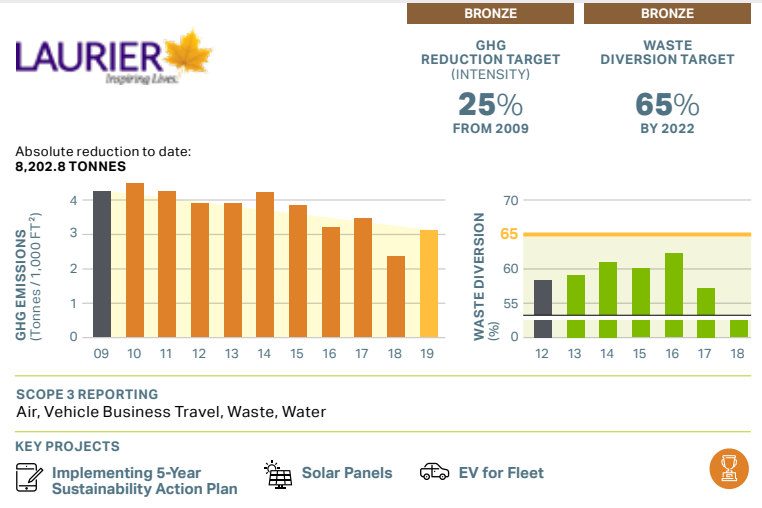 BRONZE
BRONZE
LAURIER
Inspiring Lives.
GHG
REDUCTION TARGET
(INTENSITY)
25%
FROM 2009
WASTE
DIVERSION TARGET
65%
BY 2022
Absolute reduction to date:
8,202.8 TONNES
GHG EMISSIONS
(Tonnes / 1,000 FT²)
4
3
2
1
0
09 10 11 12 13 14 15 16 17 18 19
WASTE DIVERSION
(%)
70
65
60
55
0
12 13 14 15 16 17 18
SCOPE 3 REPORTING
Air, Vehicle Business Travel, Waste, Water
KEY PROJECTS
Implementing 5-Year
Sustainability Action Plan
Solar Panels
EV for Fleet